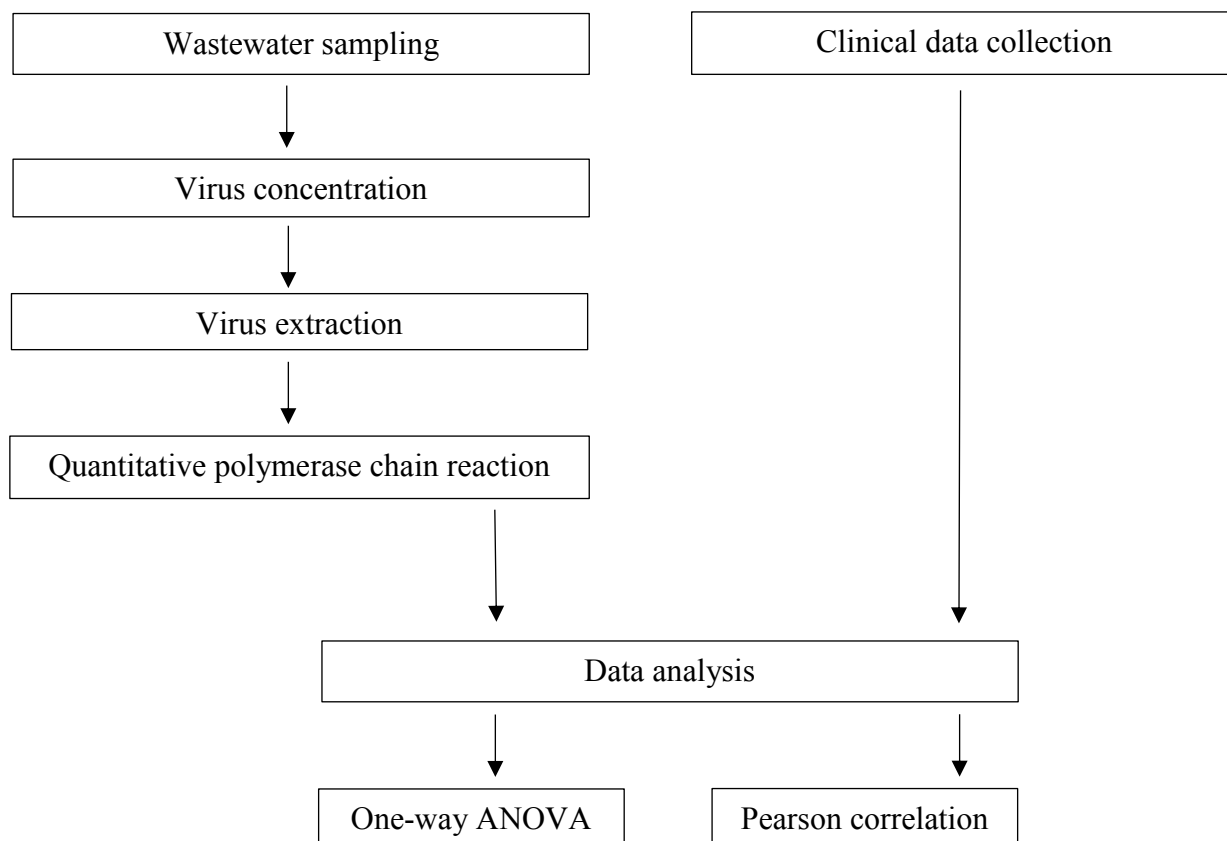 Wastewater sampling
Clinical data collection
Virus concentration
Virus extraction
Quantitative polymerase chain reaction
Data analysis
One-way ANOVA
Pearson correlation